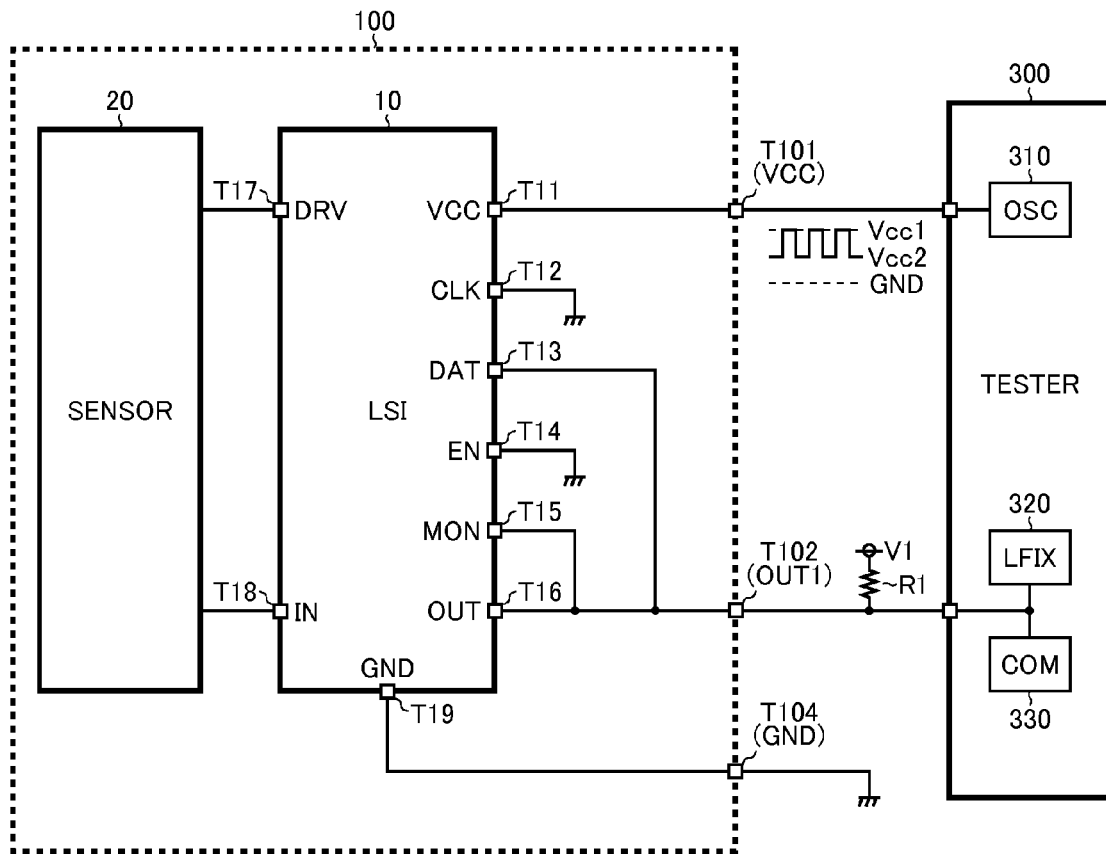 100
300
20
10
T101
(VCC)
310
T17
DRV
VCC
T11
OSC
Vcc1
Vcc2
GND
CLK
T12
DAT
T13
TESTER
SENSOR
LSI
EN
T14
MON
T15
T102
(OUT1)
V1
320
LFIX
R1
T18
IN
OUT
T16
COM
330
GND
T19
T104
(GND)